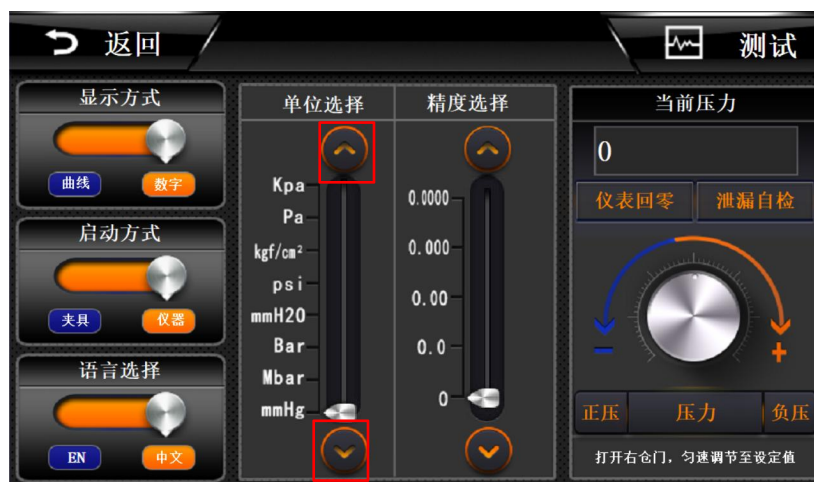 返回
测试
显示方式
曲线 数字
启动方式
夹具 仪器
语言选择
EN 中文
单位选择
Kpa
Pa
kgf/cm²
psi
mmH2O
Bar
Mbar
mmHg
精度选择
0.0000
0.000
0.00
0.0
0
当前压力
0
仪表回零 泄漏自检
- +
正压 压力 负压
打开右仓门，匀速调节至设定值